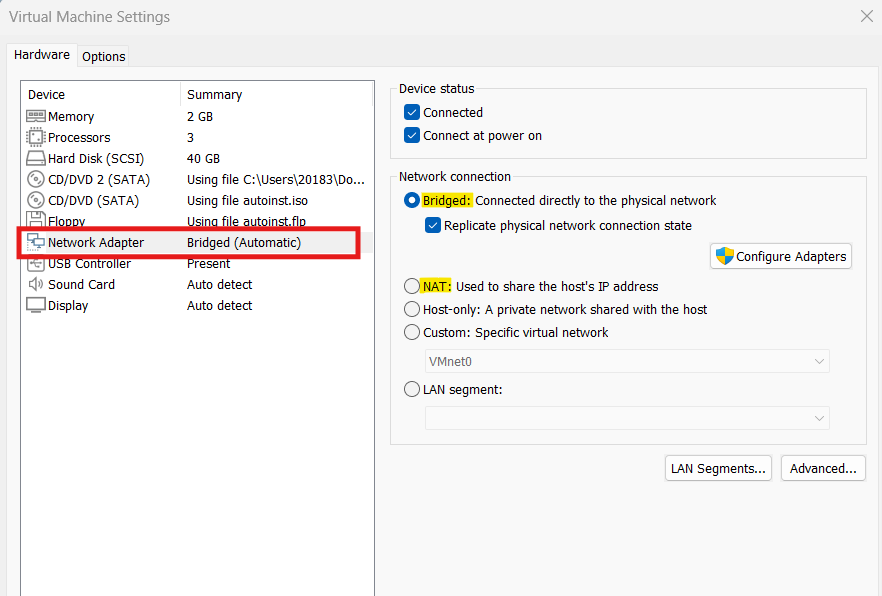 Virtual Machine Settings
Hardware
Options
Device Summary
Memory 2 GB
Processors 3
Hard Disk (SCSI) 40 GB
CD/DVD 2 (SATA) Using file C:\Users\20183\Do...
CD/DVD (SATA) Using file autoinst.iso
Floppy Using file autoinst.flp
Network Adapter Bridged (Automatic)
USB Controller Present
Sound Card Auto detect
Display Auto detect
Device status
Connected
Connect at power on
Network connection
Bridged: Connected directly to the physical network
Replicate physical network connection state
Configure Adapters
NAT: Used to share the host's IP address
Host-only: A private network shared with the host
Custom: Specific virtual network
VMnet0
LAN segment:
LAN Segments... Advanced...